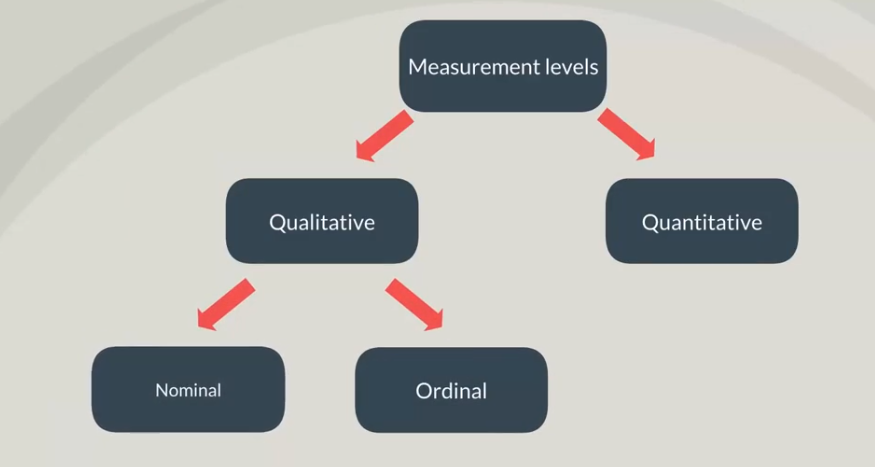 Measurement levels
Qualitative
Quantitative
Nominal
Ordinal